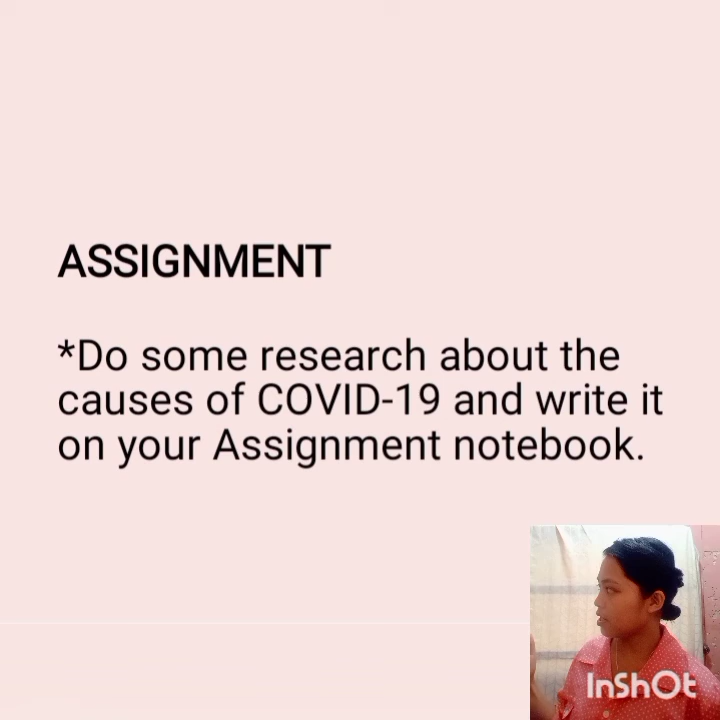 ASSIGNMENT
*Do some research about the
causes of COVID-19 and write it
on your Assignment notebook.
InShOt